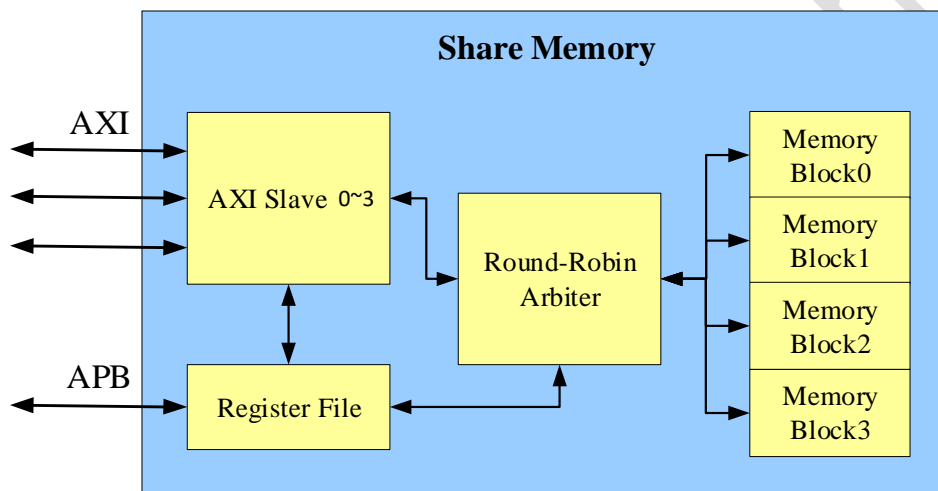 Share Memory
AXI
AXI Slave 0~3
Memory
Block0
Memory
Block1
Round-Robin
Arbiter
Memory
Block2
APB
Register File
Memory
Block3